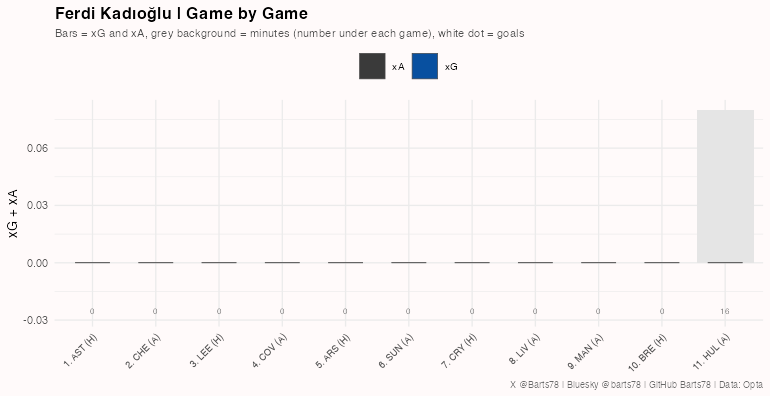 Ferdi Kadıoğlu | Game by Game
Bars = xG and xA, grey background = minutes (number under each game), white dot = goals
xA xG
xG + xA
0.06
0.03
0.00
-0.03
0 0 0 0 0 0 0 0 0 0 16
1. AST (H)
2. CHE (A)
3. LEE (H)
4. COV (A)
5. ARS (H)
6. SUN (A)
7. CRY (H)
8. LIV (A)
9. MAN (A)
10. BRE (H)
11. HUL (A)
X @Barts78 | Bluesky @barts78 | GitHub Barts78 | Data: Opta